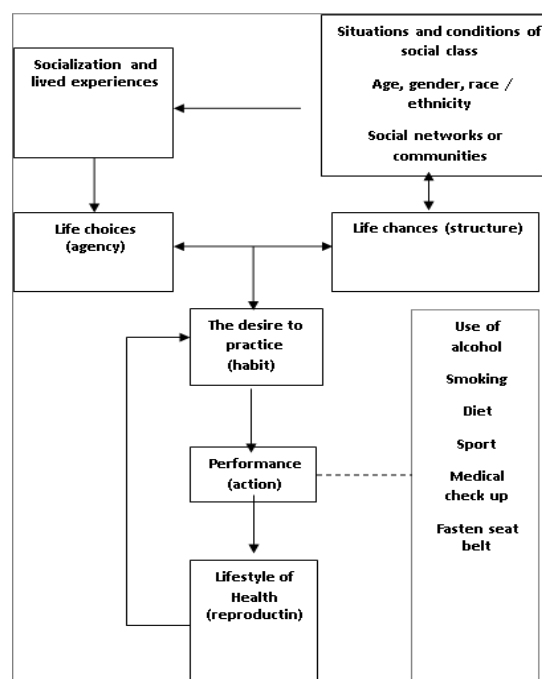 Socialization and
lived experiences
Situations and conditions of
social class
Age, gender, race /
ethnicity
Social networks or
communities
Life choices
(agency)
Life chances (structure)
The desire to
practice
(habit)
Performance
(action)
Lifestyle of
Health
(reproductin)
Use of
alcohol
Smoking
Diet
Sport
Medical
check up
Fasten seat
belt